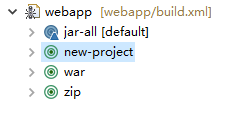 webapp [webapp/build.xml]
jar-all [default]
new-project
war
zip